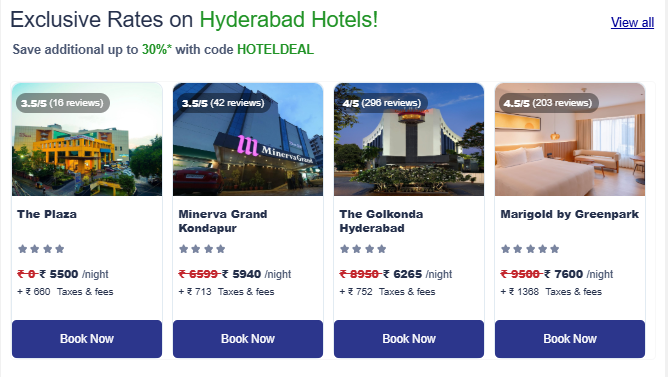 Exclusive Rates on Hyderabad Hotels!
View all
Save additional up to 30%* with code HOTELDEAL
3.5/5 (16 reviews)
The Plaza
₹ 0 ₹ 5500 /night
+ ₹ 660 Taxes & fees
Book Now
3.5/5 (42 reviews)
MinervaGrand
Minerva Grand
Kondapur
₹ 6599 ₹ 5940 /night
+ ₹ 713 Taxes & fees
Book Now
4/5 (296 reviews)
The Golkonda
Hyderabad
₹ 8950 ₹ 6265 /night
+ ₹ 752 Taxes & fees
Book Now
4.5/5 (203 reviews)
Marigold by Greenpark
₹ 9500 ₹ 7600 /night
+ ₹ 1368 Taxes & fees
Book Now